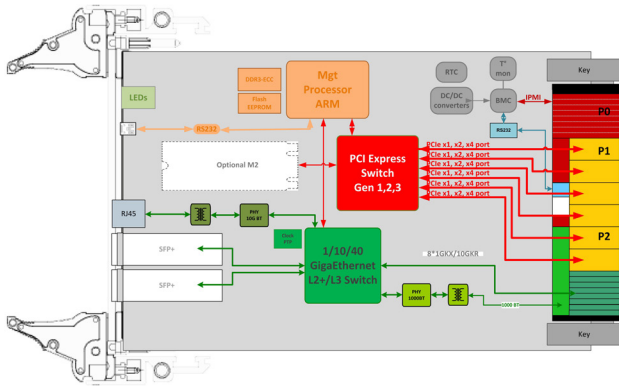 Key
T°
mon
RTC
Mgt
Processor
ARM
DDR3-ECC
Flash
EEPROM
LEDs
DC/DC
converters
BMC
IPMI
P0
RS232
RS232
PCI Express
Switch
Gen 1,2,3
PCIe x1, x2, x4 port
PCIe x1, x2, x4 port
PCIe x1, x2, x4 port
PCIe x1, x2, x4 port
PCIe x1, x2, x4 port
PCIe x1, x2, x4 port
P1
Optional M2
RJ45
PHY
10G BT
P2
1/10/40
GigaEthernet
L2+/L3 Switch
SFP+
8*1GKX/10GKR
SFP+
PHY
1000BT
1000 BT
Key